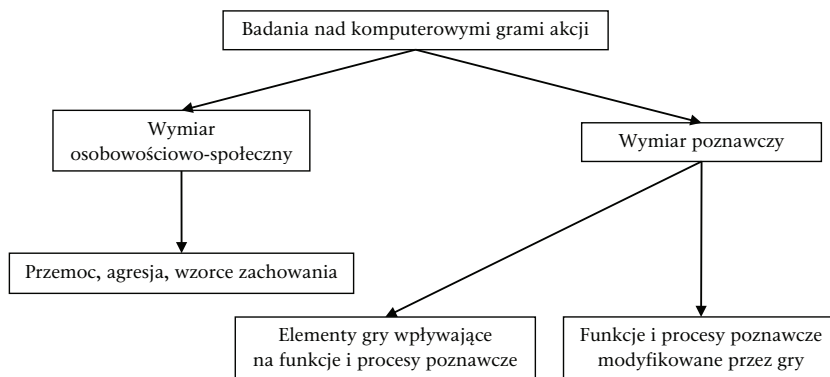 Badania nad komputerowymi grami akcji
Wymiar
osobowościowo-społeczny
Wymiar poznawczy
Przemoc, agresja, wzorce zachowania
Elementy gry wpływające
na funkcje i procesy poznawcze
Funkcje i procesy poznawcze
modyfikowane przez gry